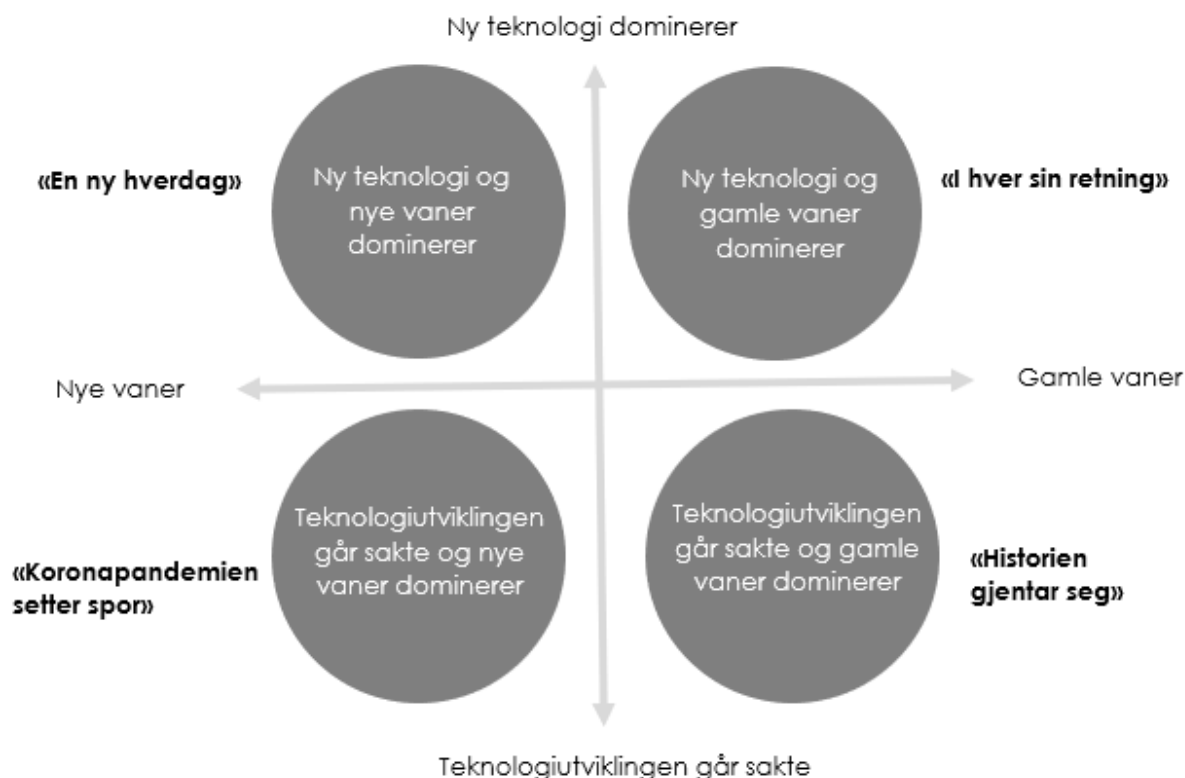 Ny teknologi dominerer
«En ny hverdag»
Ny teknologi og
nye vaner
dominerer
Ny teknologi og
gamle vaner
dominerer
«I hver sin retning»
Nye vaner
Gamle vaner
«Koronapandemien
setter spor»
Teknologiutviklingen
går sakte og nye
vaner dominerer
Teknologiutviklingen
går sakte og gamle
vaner dominerer
«Historien
gjentar seg»
Teknologiutviklingen går sakte